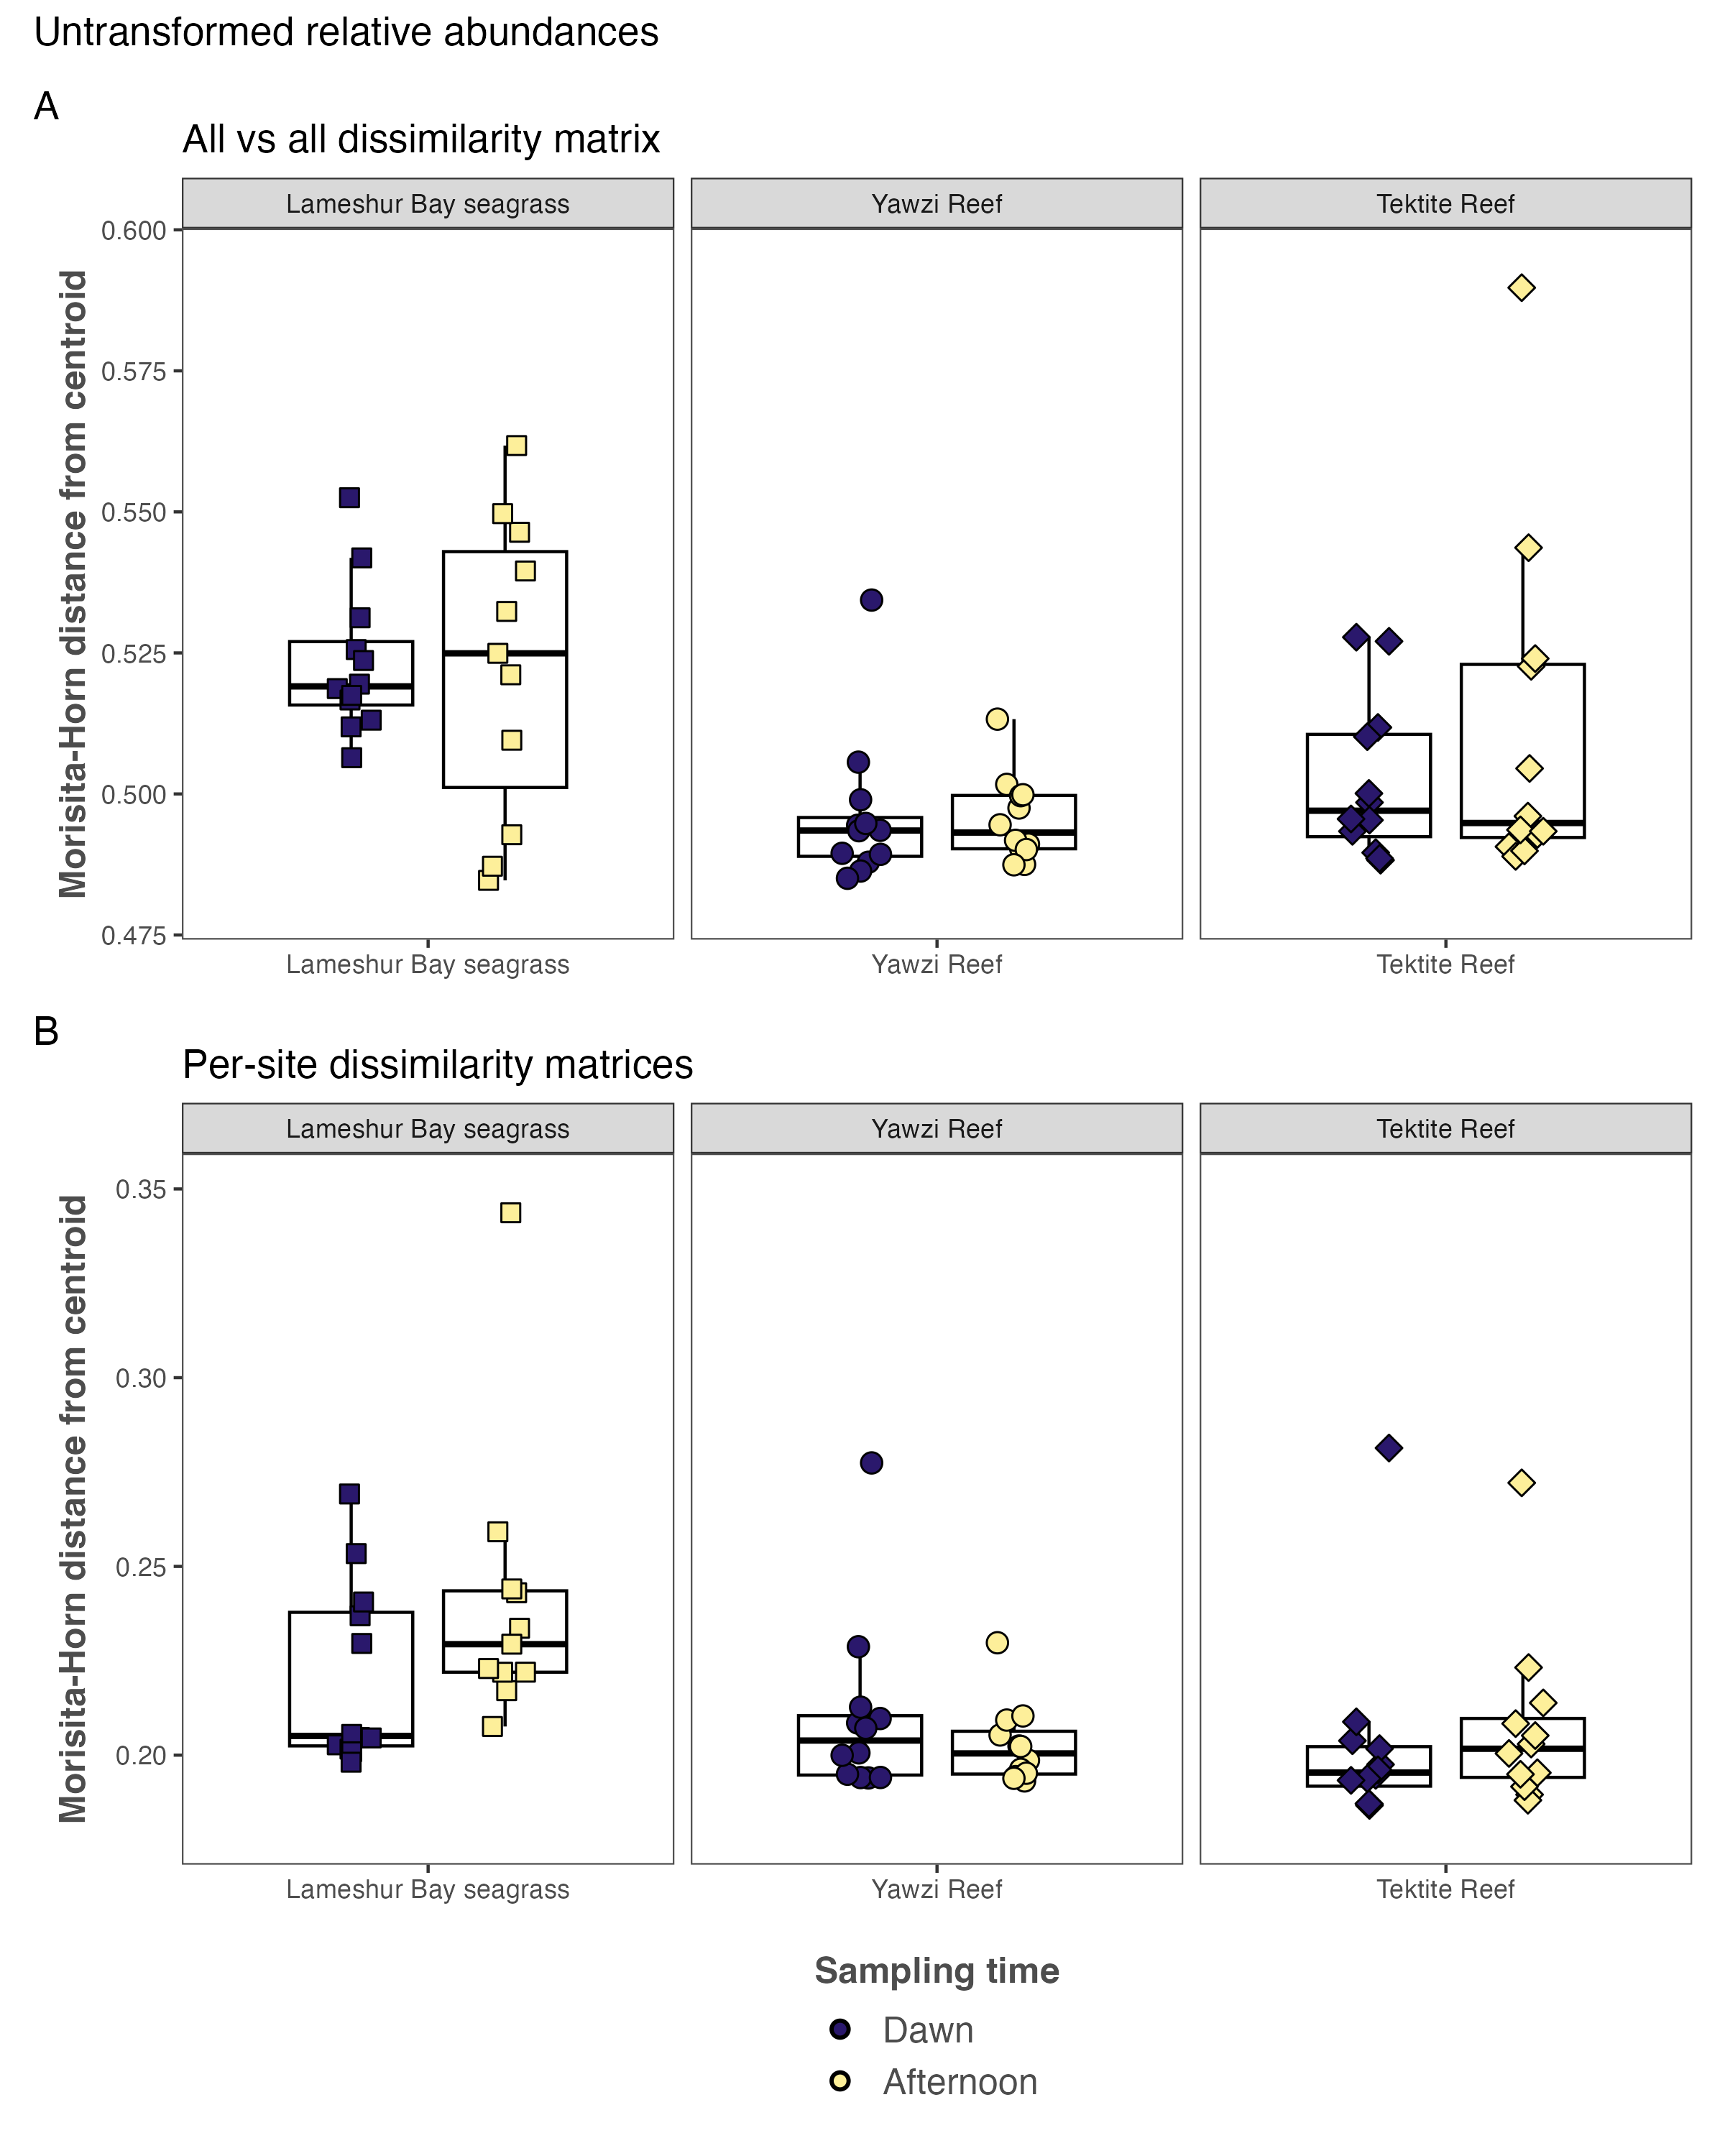 Untransformed relative abundances
A
All vs all dissimilarity matrix
Lameshur Bay seagrass Yawzi Reef Tektite Reef
Morisita-Horn distance from centroid
0.600
0.575
0.550
0.525
0.500
0.475
Lameshur Bay seagrass Yawzi Reef Tektite Reef
B
Per-site dissimilarity matrices
Lameshur Bay seagrass Yawzi Reef Tektite Reef
Morisita-Horn distance from centroid
0.35
0.30
0.25
0.20
Lameshur Bay seagrass Yawzi Reef Tektite Reef
Sampling time
Dawn
Afternoon